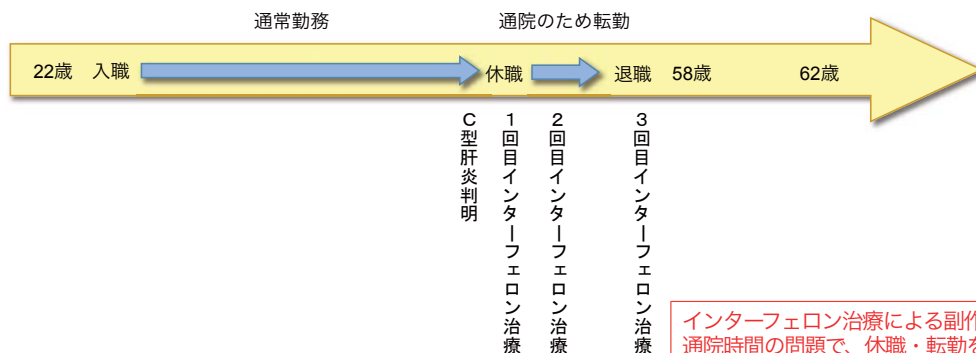 通常勤務
通院のため転勤
22歳 入職
休職
退職 58歳
62歳
C型肝炎判明
1回目インターフェロン治療
2回目インターフェロン治療
3回目インターフェロン治療
インターフェロン治療による副作
通院時間の問題で、休職・転勤を